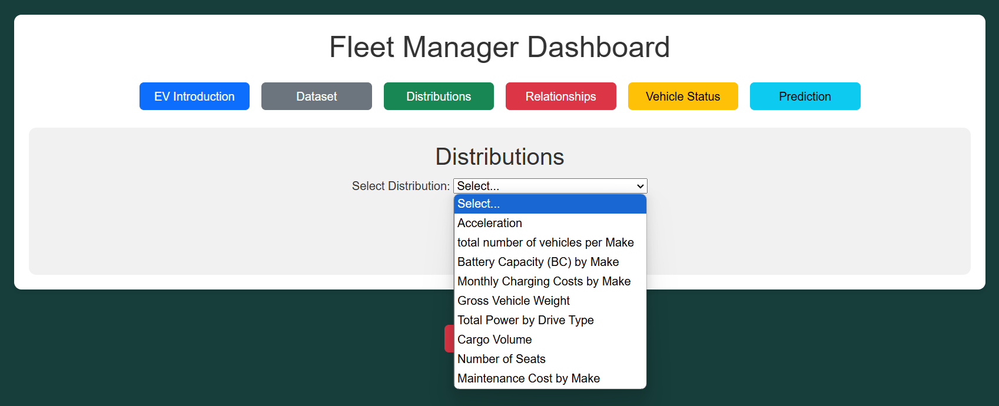 Fleet Manager Dashboard
EV Introduction Dataset Distributions Relationships Vehicle Status Prediction
Distributions
Select Distribution: Select...
Select...
Acceleration
total number of vehicles per Make
Battery Capacity (BC) by Make
Monthly Charging Costs by Make
Gross Vehicle Weight
Total Power by Drive Type
Cargo Volume
Number of Seats
Maintenance Cost by Make